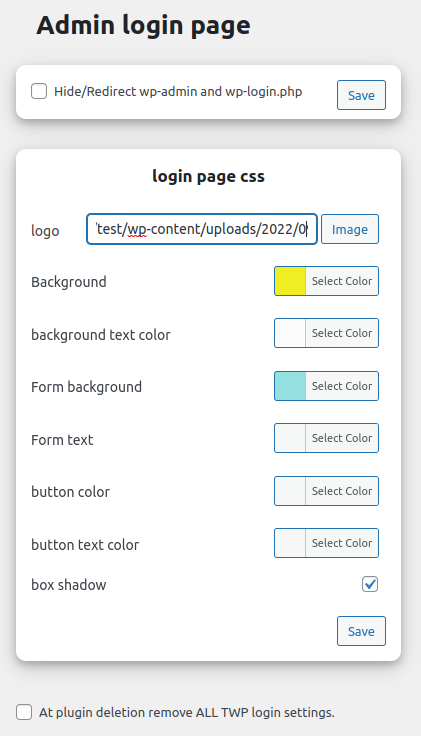 Admin login page
Hide/Redirect wp-admin and wp-login.php Save
login page css
logo test/wp-content/uploads/2022/0 Image
Background Select Color
background text color Select Color
Form background Select Color
Form text Select Color
button color Select Color
button text color Select Color
box shadow
Save
At plugin deletion remove ALL TWP login settings.